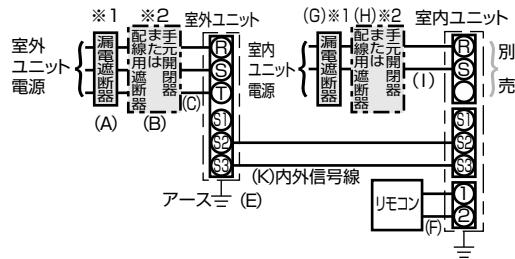 ※1
※2
室外ユニット
室外
ユニット
電源
漏電遮断器
手元開閉器
または
配線用遮断器
(A)
(B)
(C)
R
S
T
S1
S2
S3
アース
(E)
(G)※1(H)※2
室内ユニット
室内
ユニット
電源
漏電遮断器
手元開閉器
または
配線用遮断器
(I)
R
S
別
売
S1
S2
S3
(K)内外信号線
リモコン
(F)
1
2